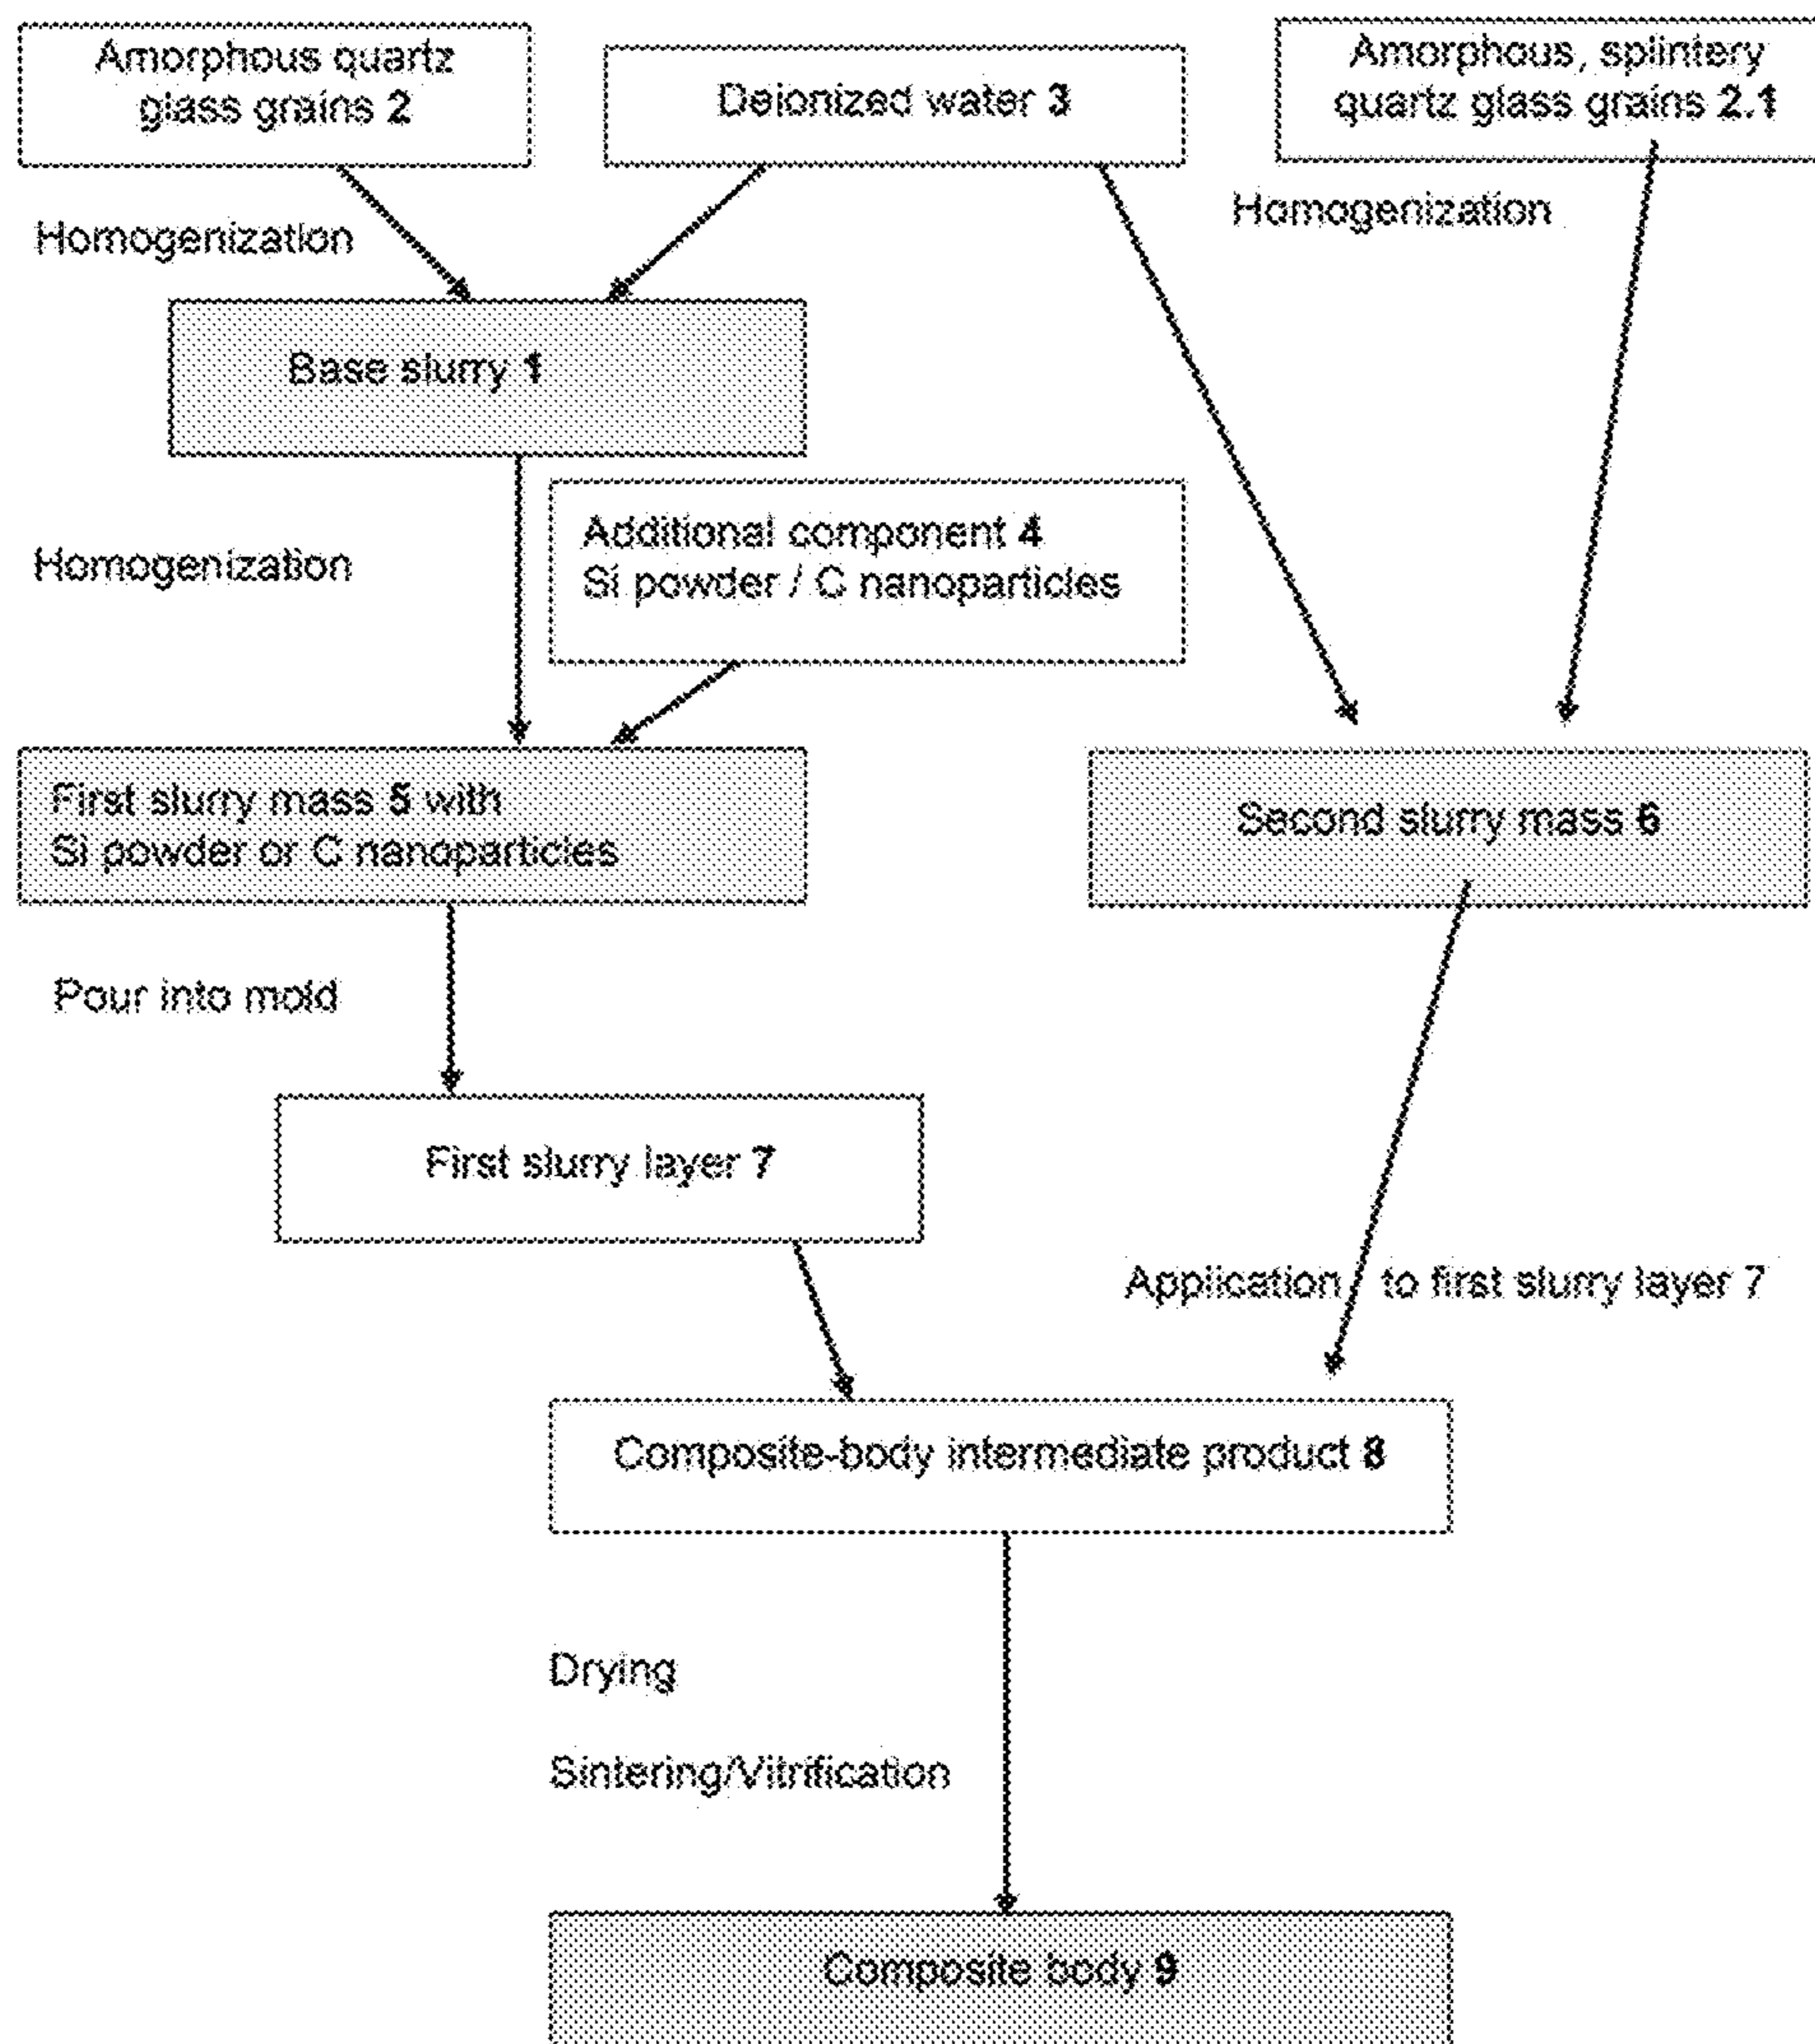 Amorphous quartz
glass grains 2
Deionized water 3
Amorphous, splintery
quartz glass grains 2.1
Homogenization
Homogenization
Base slurry 1
Homogenization
Additional component 4
Si powder / C nanoparticles
First slurry mass 5 with
Si powder or C nanoparticles
Second slurry mass 6
Pour into mold
First slurry layer 7
Application to first slurry layer 7
Composite-body intermediate product 8
Drying
Sintering/Vitrification
Composite body 9